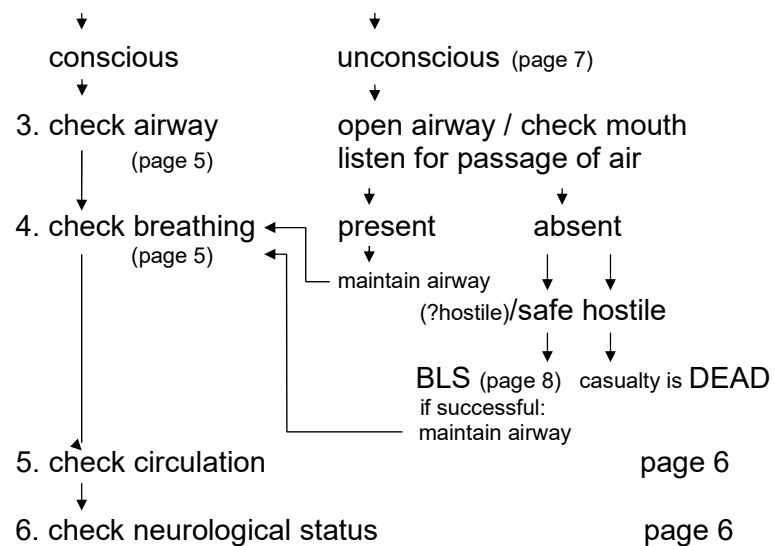 conscious unconscious (page 7)
3. check airway open airway / check mouth
(page 5) listen for passage of air
4. check breathing present absent
(page 5)
maintain airway
(?hostile)/safe hostile
BLS (page 8) casualty is DEAD
if successful:
maintain airway
5. check circulation page 6
6. check neurological status page 6